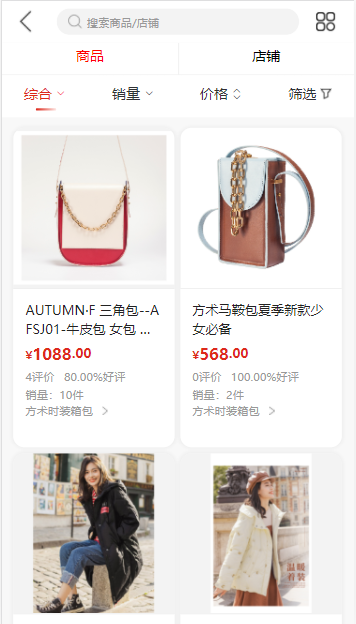 搜索商品/店铺
商品 店铺
综合 销量 价格 筛选
AUTUMN·F 三角包--A
FSJ01-牛皮包 女包 ...
¥1088.00
4评价 80.00%好评
销量：10件
方术时装箱包
方术马鞍包夏季新款少
女必备
¥568.00
0评价 100.00%好评
销量：2件
方术时装箱包
温暖
看装